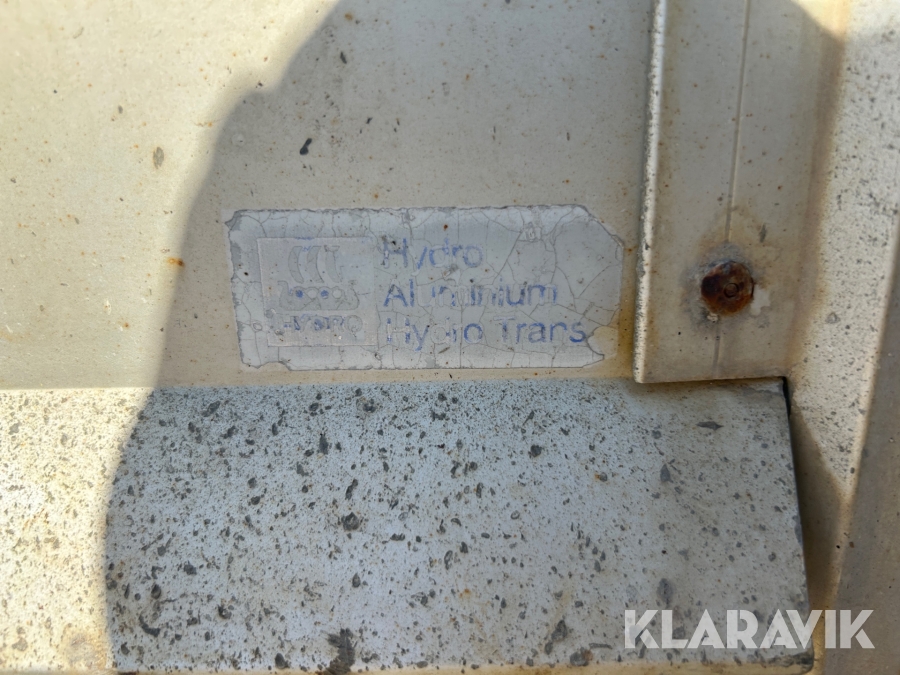 Hydro
Aluminium
Hydro Trans
KLARAVIK